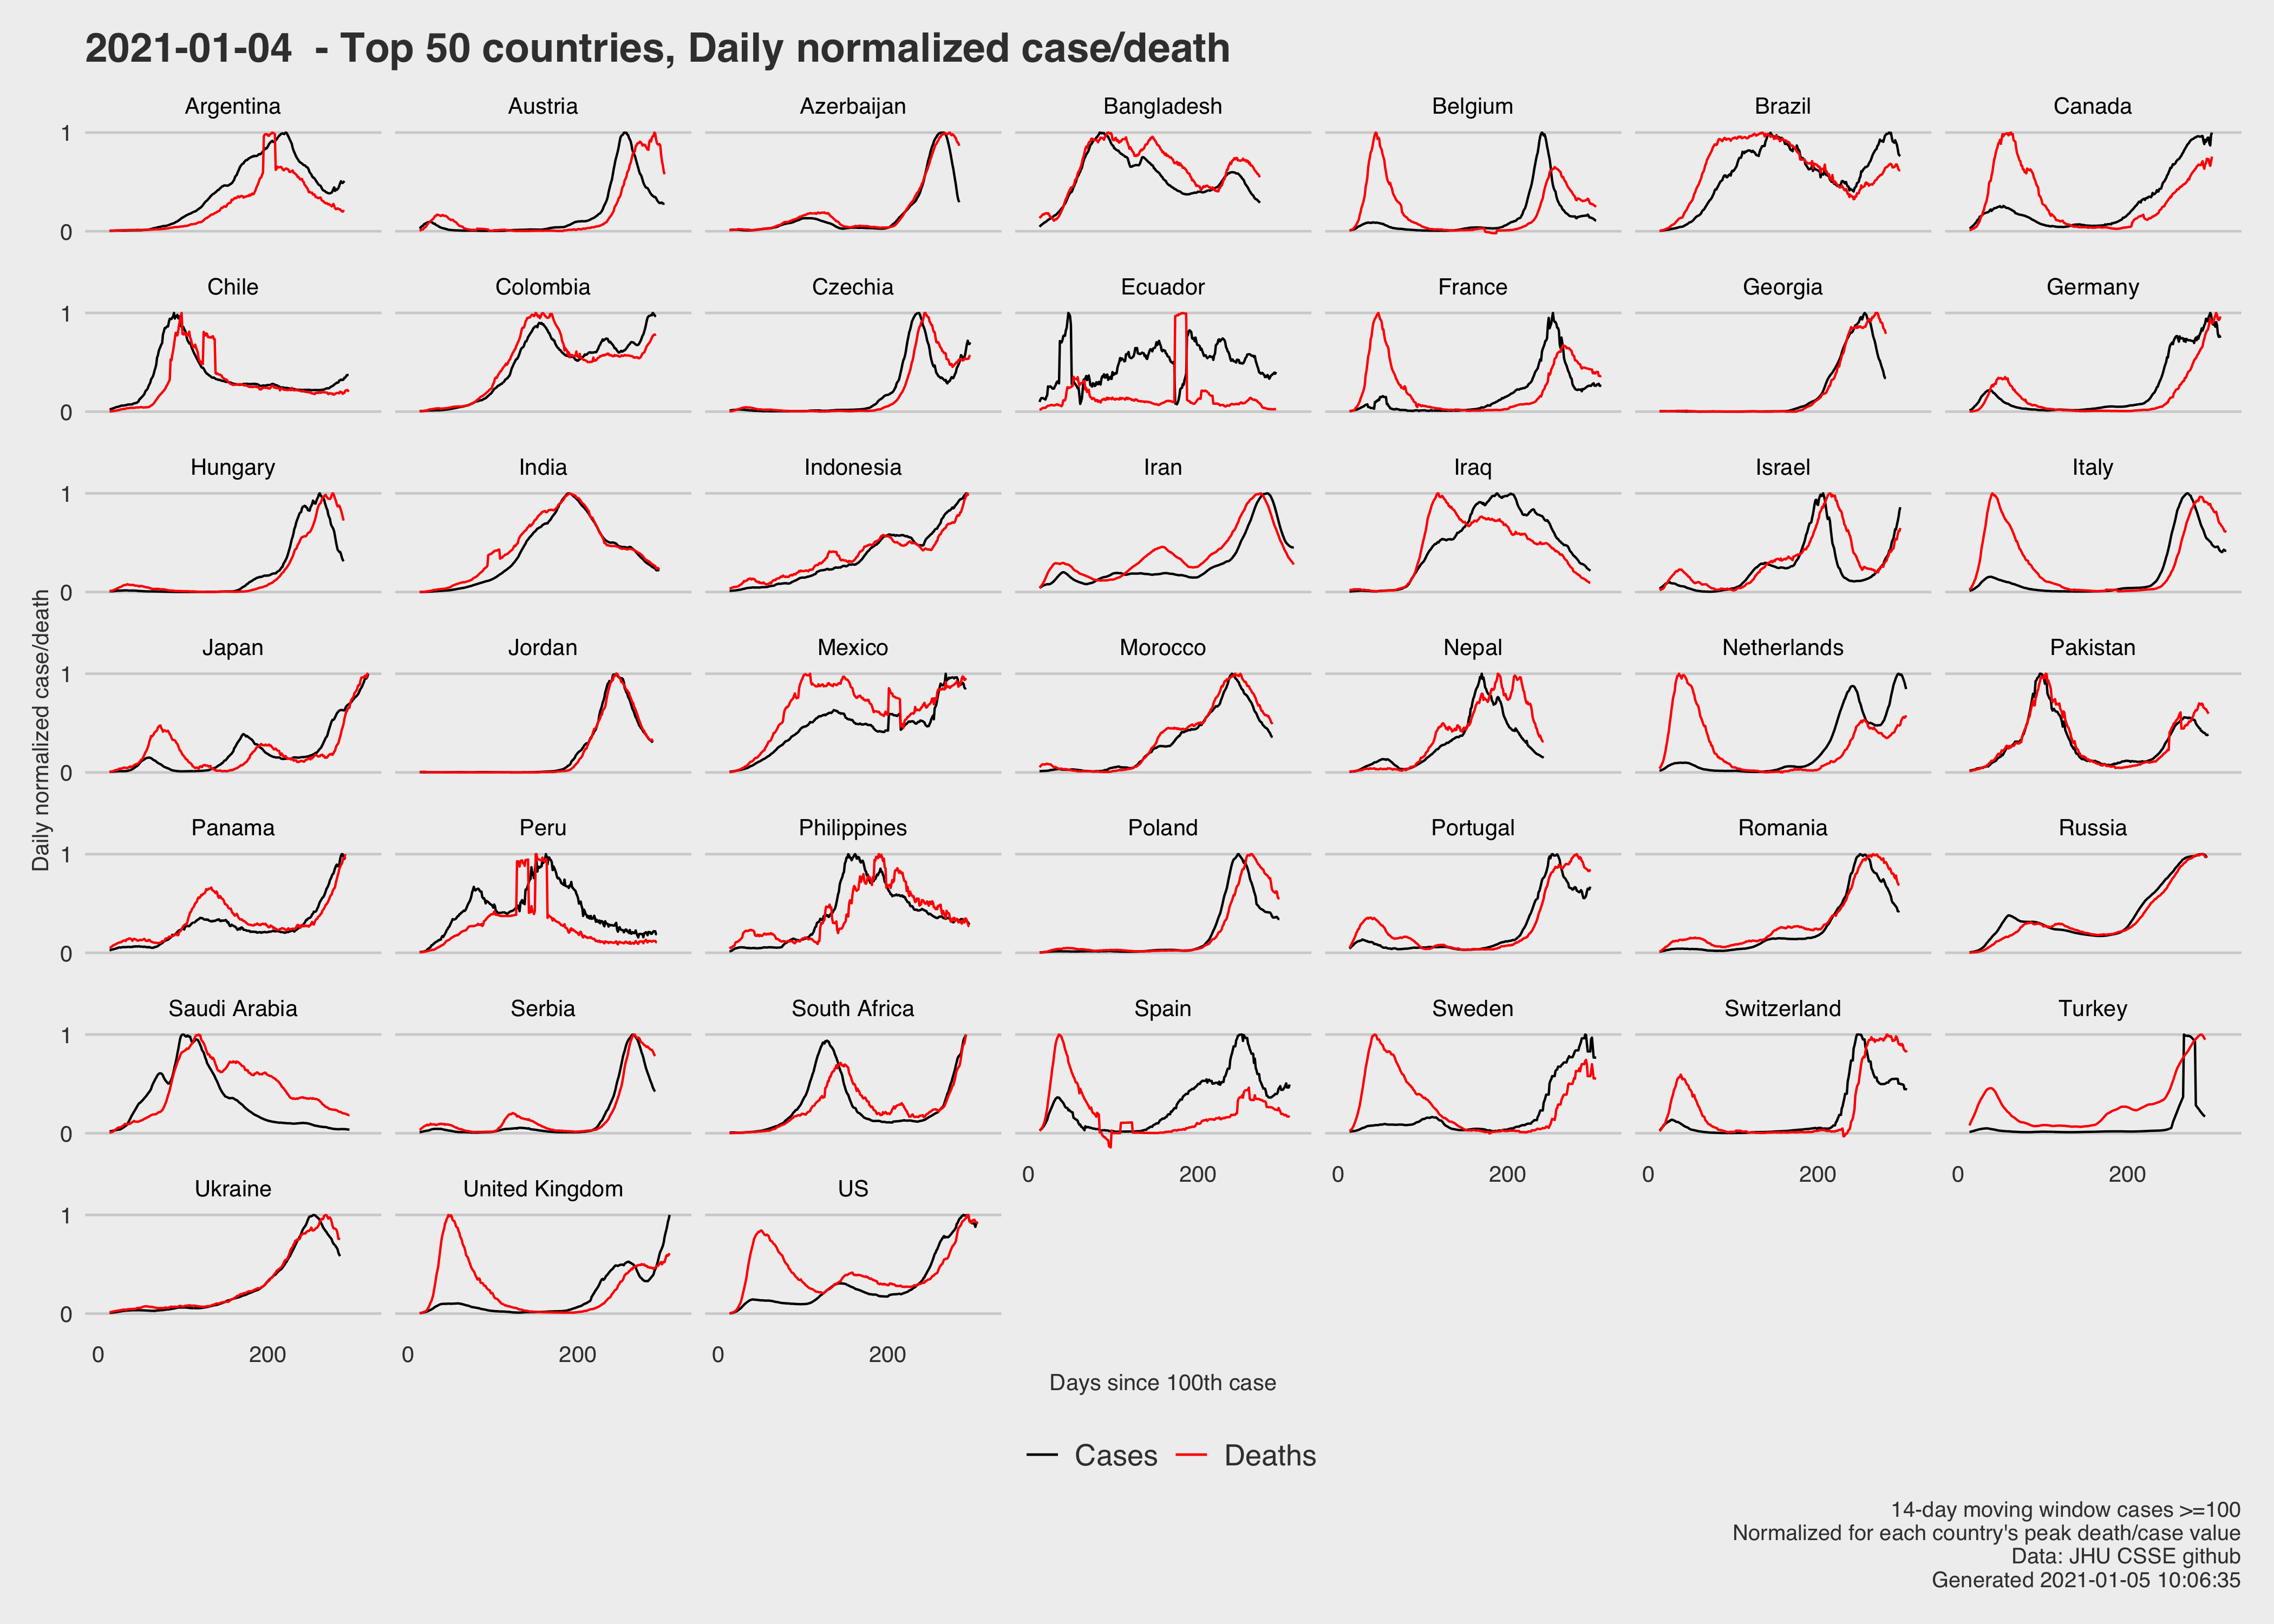 2021-01-04  - Top 50 countries, Daily normalized case/death
Argentina Austria Azerbaijan Bangladesh Belgium Brazil Canada
1
0
Chile Colombia Czechia Ecuador France Georgia Germany
1
0
Hungary India Indonesia Iran Iraq Israel Italy
1
0
Daily normalized case/death
Japan Jordan Mexico Morocco Nepal Netherlands Pakistan
1
0
Panama Peru Philippines Poland Portugal Romania Russia
1
0
Saudi Arabia Serbia South Africa Spain Sweden Switzerland Turkey
1
0
0 200 0 200 0 200 0 200
Ukraine United Kingdom US
1
0
0 200 0 200 0 200
Days since 100th case
Cases Deaths
14-day moving window cases >=100
Normalized for each country's peak death/case value
Data: JHU CSSE github
Generated 2021-01-05 10:06:35